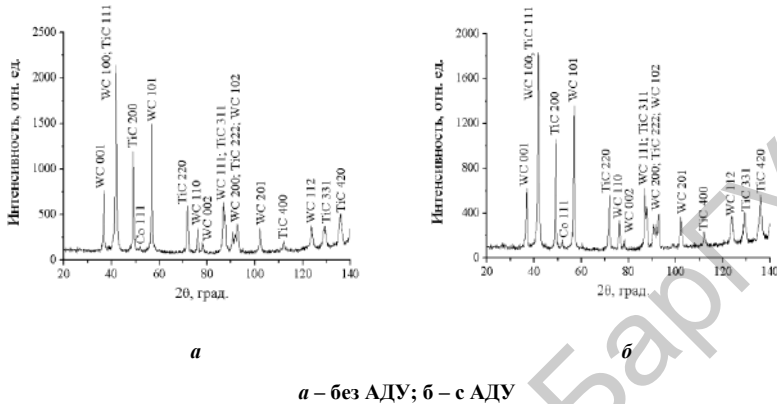 Интенсивность, отн. ед.
2500
2000
1500
1000
500
0
WC 001
WC 100; TiC 111
TiC 200
Co 111
WC 101
TiC 220
WC 110
WC 002
WC 111; TiC 311
WC 200; TiC 222; WC 102
WC 201
TiC 400
WC 112
TiC 331
TiC 420
20 40 60 80 100 120 140
2θ, град.
Интенсивность, отн. ед.
2000
1600
1200
800
400
0
WC 001
WC 100, TiC 111
TiC 200
Co 111
WC 101
TiC 220
WC 110
WC 002
WC 111; TiC 311
WC 200; TiC 222; WC 102
WC 201
TiC 400
WC 112
TiC 331
TiC 420
20 40 60 80 100 120 140
2θ, град.
а б
а – без АДУ; б – с АДУ
БарГУ